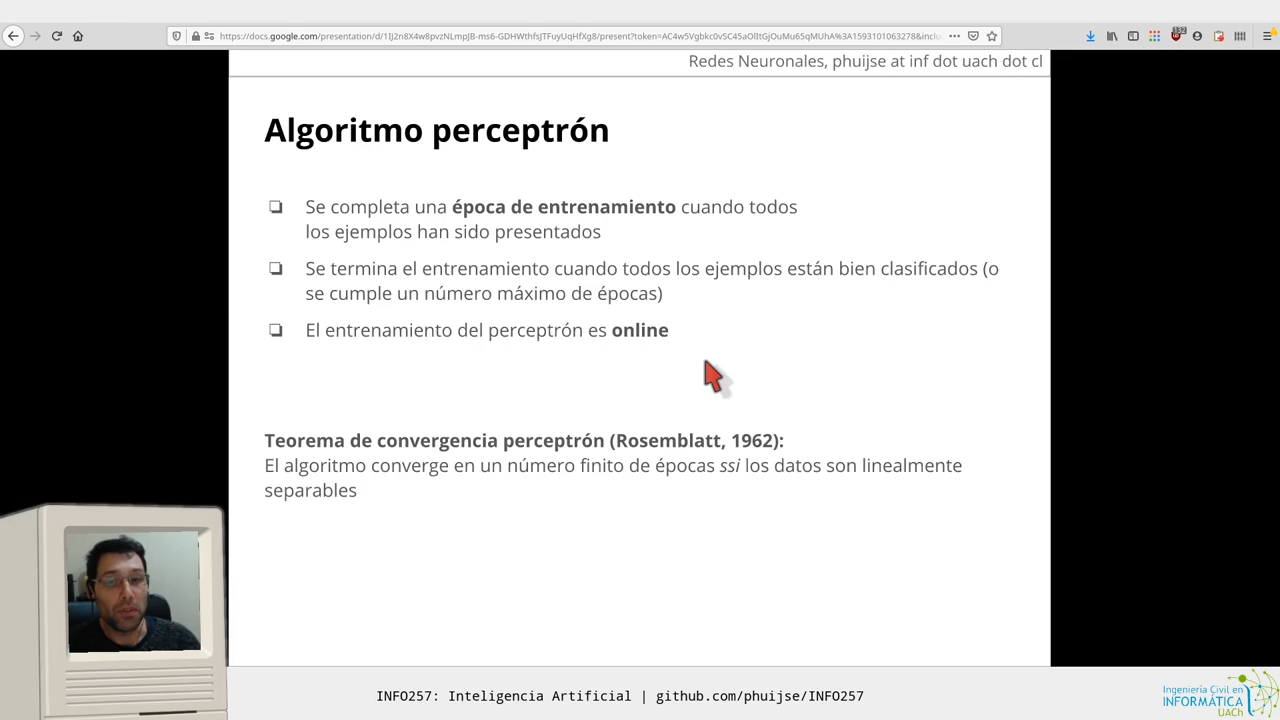 Redes Neuronales, phuijse at inf dot uach dot cl
Algoritmo perceptrón
Se completa una época de entrenamiento cuando todos
los ejemplos han sido presentados
Se termina el entrenamiento cuando todos los ejemplos están bien clasificados (o
se cumple un número máximo de épocas)
El entrenamiento del perceptrón es online
Teorema de convergencia perceptrón (Rosemblatt, 1962):
El algoritmo converge en un número finito de épocas ssi los datos son linealmente
separables
INFO257: Inteligencia Artificial | github.com/phuijse/INFO257
Ingeniería Civil en
INFORMÁTICA
UACh